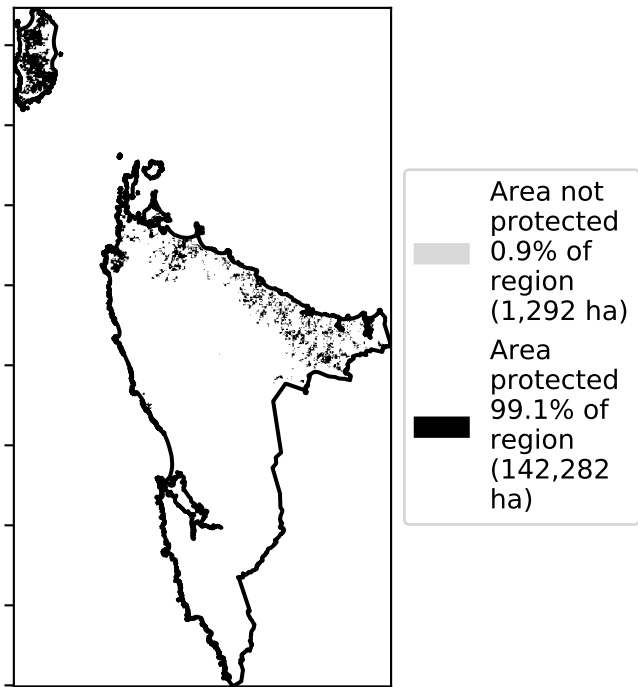 Area not
protected
0.9% of
region
(1,292 ha)
Area
protected
99.1% of
region
(142,282
ha)